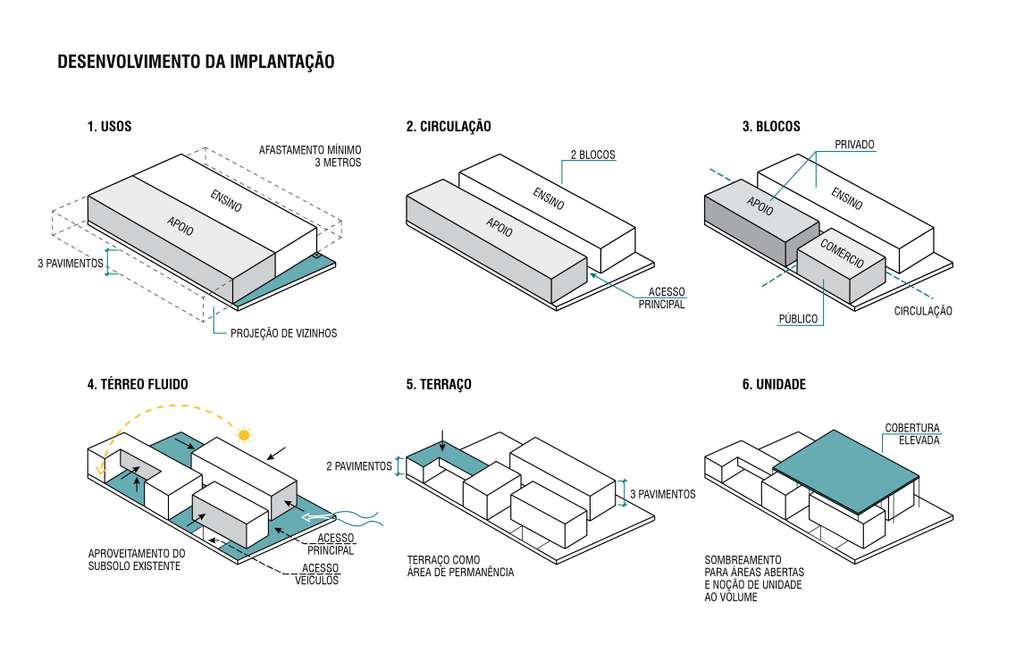 DESENVOLVIMENTO DA IMPLANTAÇÃO
1. USOS
AFASTAMENTO MÍNIMO
3 METROS
ENSINO
APOIO
3 PAVIMENTOS
PROJEÇÃO DE VIZINHOS
2. CIRCULAÇÃO
2 BLOCOS
ENSINO
APOIO
ACESSO
PRINCIPAL
3. BLOCOS
PRIVADO
ENSINO
APOIO
COMÉRCIO
PÚBLICO
CIRCULAÇÃO
4. TÉRREO FLUIDO
ACESSO
PRINCIPAL
ACESSO
VEÍCULOS
APROVEITAMENTO DO
SUBSOLO EXISTENTE
5. TERRAÇO
2 PAVIMENTOS
3 PAVIMENTOS
TERRAÇO COMO
ÁREA DE PERMANÊNCIA
6. UNIDADE
COBERTURA
ELEVADA
SOMBREAMENTO
PARA ÁREAS ABERTAS
E NOÇÃO DE UNIDADE
AO VOLUME